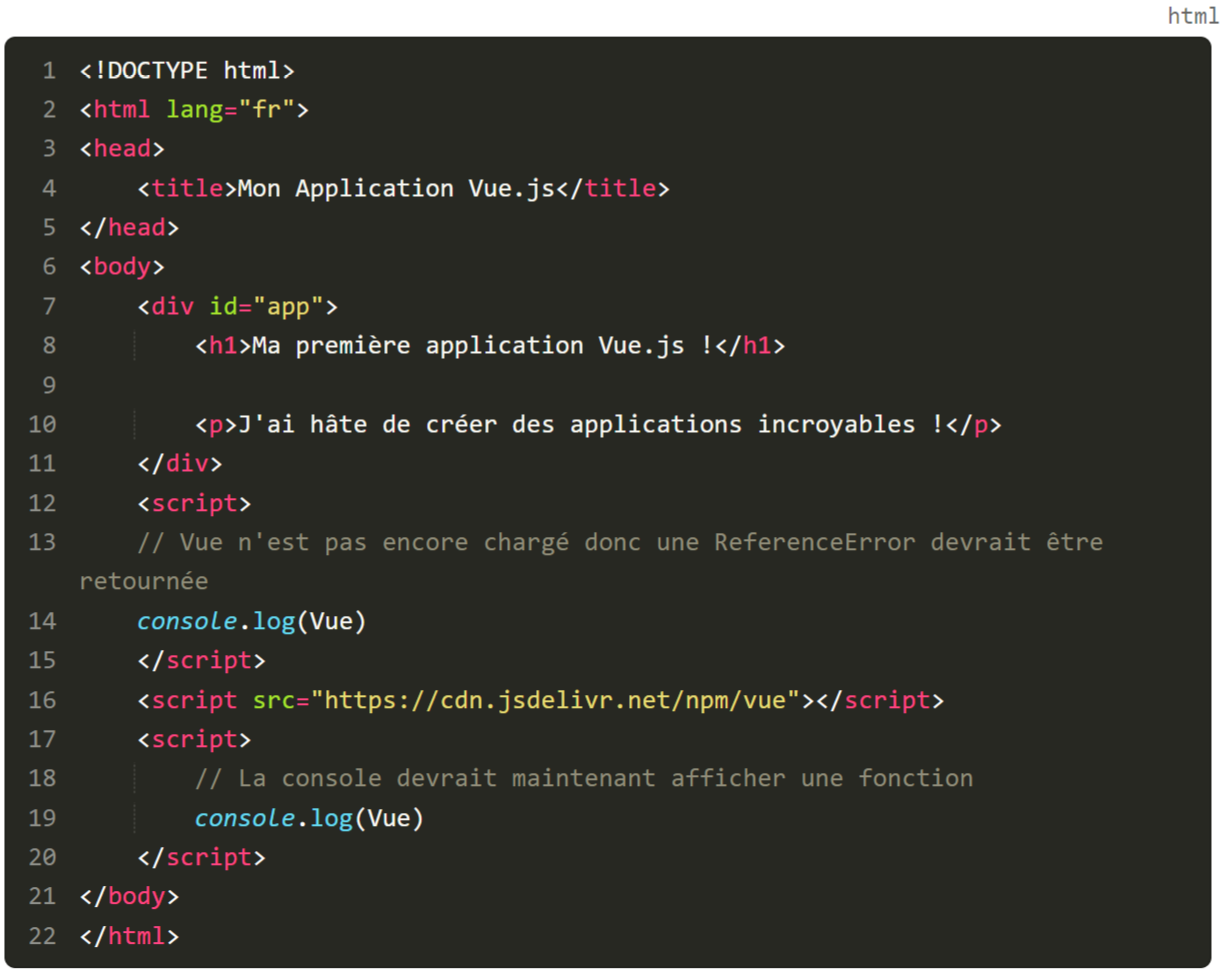 html
1 <!DOCTYPE html>
2 <html lang="fr">
3 <head>
4     <title>Mon Application Vue.js</title>
5 </head>
6 <body>
7     <div id="app">
8         <h1>Ma première application Vue.js !</h1>
9
10         <p>J'ai hâte de créer des applications incroyables !</p>
11     </div>
12     <script>
13     // Vue n'est pas encore chargé donc une ReferenceError devrait être
retournée
14     console.log(Vue)
15     </script>
16     <script src="https://cdn.jsdelivr.net/npm/vue"></script>
17     <script>
18         // La console devrait maintenant afficher une fonction
19         console.log(Vue)
20     </script>
21 </body>
22 </html>